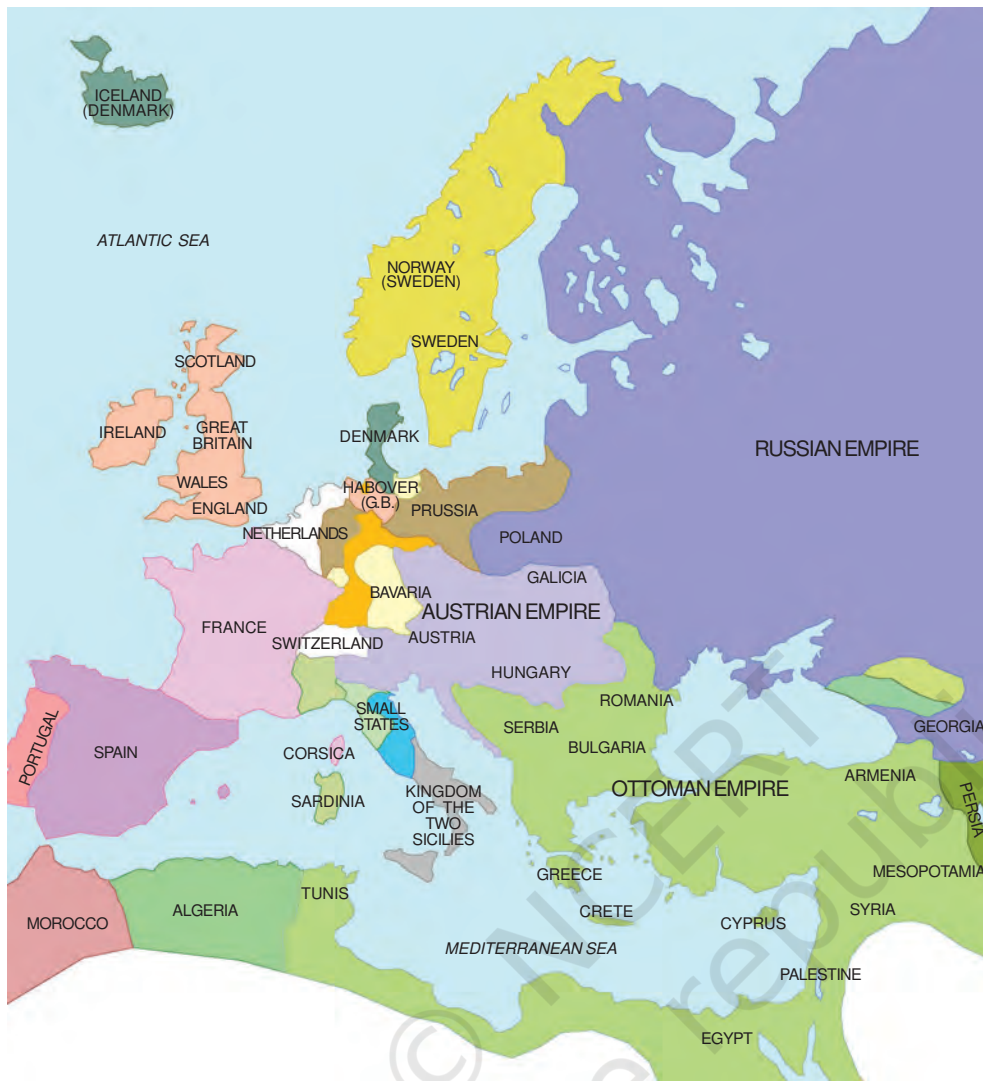 ICELAND
(DENMARK)
ATLANTIC SEA
NORWAY
(SWEDEN)
SWEDEN
SCOTLAND
IRELAND
GREAT
BRITAIN
WALES
ENGLAND
DENMARK
HABOVER
(G.B.)
PRUSSIA
NETHERLANDS
RUSSIAN EMPIRE
POLAND
GALICIA
BAVARIA
AUSTRIAN EMPIRE
AUSTRIA
FRANCE
SWITZERLAND
HUNGARY
ROMANIA
SMALL
STATES
SERBIA
BULGARIA
GEORGIA
PORTUGAL
SPAIN
CORSICA
SARDINIA
KINGDOM
OF THE
TWO
SICILIES
OTTOMAN EMPIRE
ARMENIA
PERSIA
MESOPOTAMIA
GREECE
CRETE
CYPRUS
SYRIA
TUNIS
ALGERIA
MOROCCO
MEDITERRANEAN SEA
PALESTINE
EGYPT
© NCERT